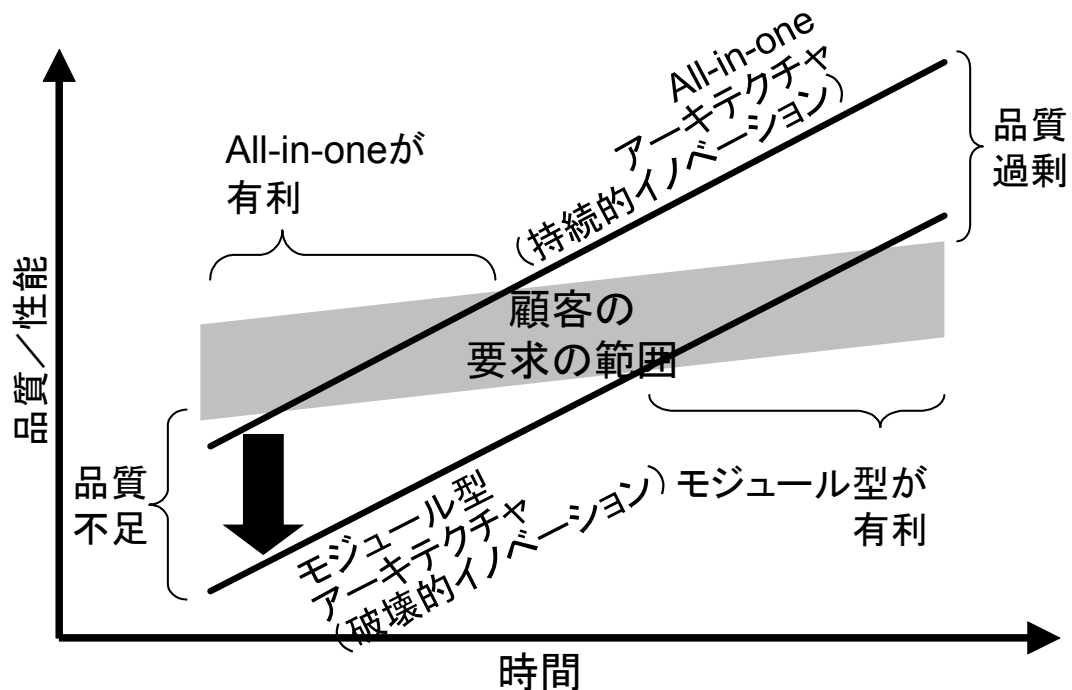 All-in-oneが
有利
All-in-one
アーキテクチャ
(持続的イノベーション)
品質
過剰
品質／性能
顧客の
要求の範囲
品質
不足
モジュール型
アーキテクチャ
(破壊的イノベーション)
モジュール型が
有利
時間